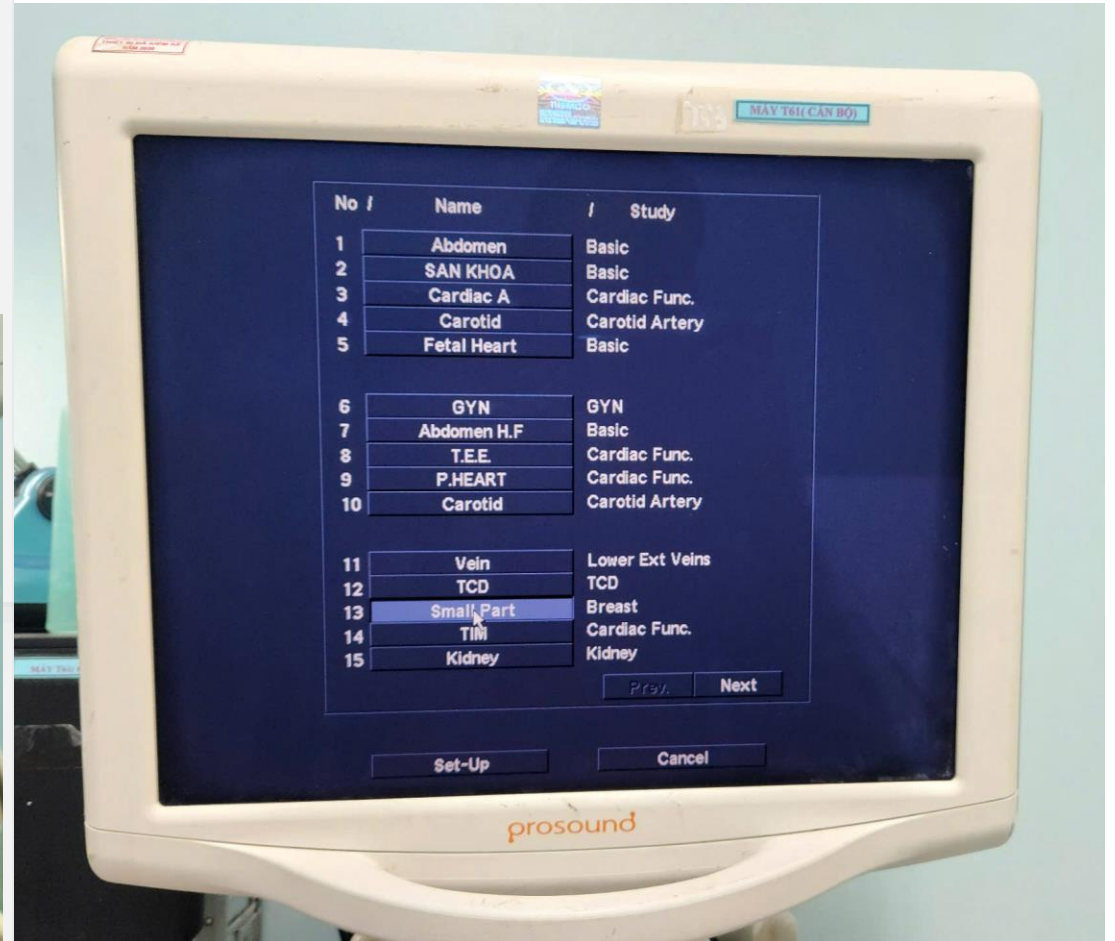 MÁY T61( CÁN BỘ)
No / Name / Study
1 Abdomen Basic
2 SAN KHOA Basic
3 Cardiac A Cardiac Func.
4 Carotid Carotid Artery
5 Fetal Heart Basic
6 GYN GYN
7 Abdomen H.F Basic
8 T.E.E. Cardiac Func.
9 P.HEART Cardiac Func.
10 Carotid Carotid Artery
11 Vein Lower Ext Veins
12 TCD TCD
13 Small Part Breast
14 TIM Cardiac Func.
15 Kidney Kidney
Prev. Next
Set-Up Cancel
prosound